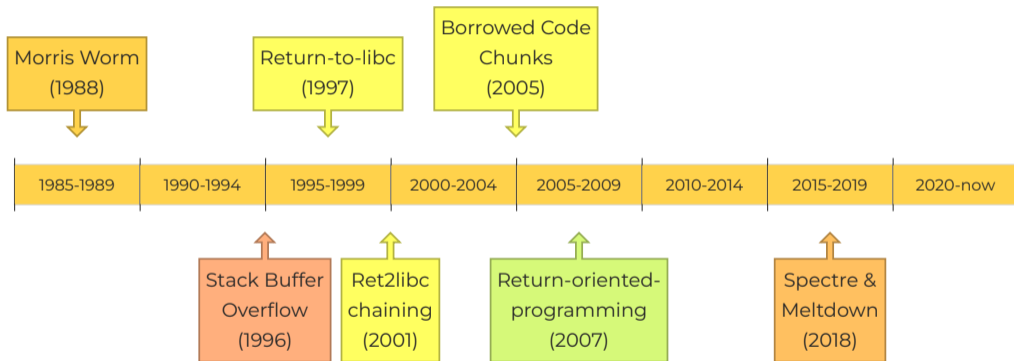 Morris Worm
(1988)
Return-to-libc
(1997)
Borrowed Code
Chunks
(2005)
1985-1989
1990-1994
1995-1999
2000-2004
2005-2009
2010-2014
2015-2019
2020-now
Stack Buffer
Overflow
(1996)
Ret2libc
chaining
(2001)
Return-oriented-
programming
(2007)
Spectre &
Meltdown
(2018)